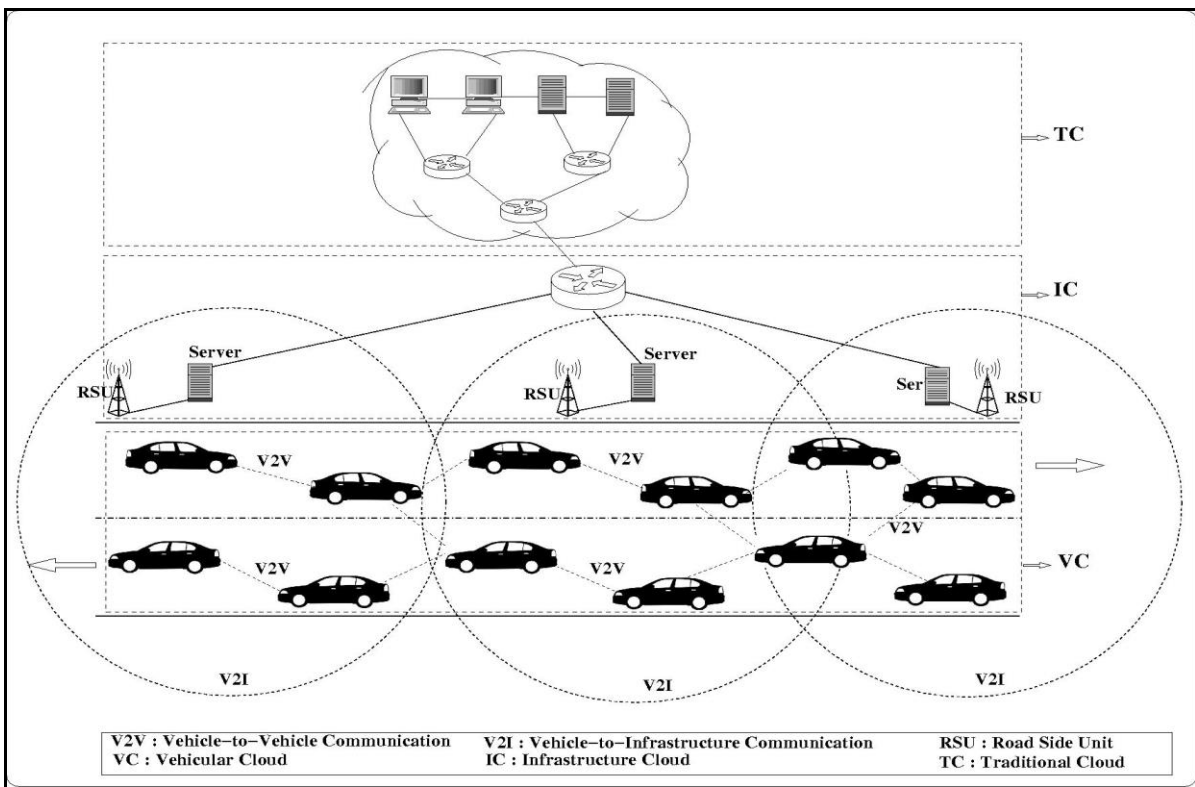 TC
IC
Server
Server
RSU
RSU
Ser
RSU
V2V
V2V
V2V
V2V
V2V
VC
V2I
V2I
V2I
V2V : Vehicle-to-Vehicle Communication
V2I : Vehicle-to-Infrastructure Communication
RSU : Road Side Unit
VC : Vehicular Cloud
IC : Infrastructure Cloud
TC : Traditional Cloud